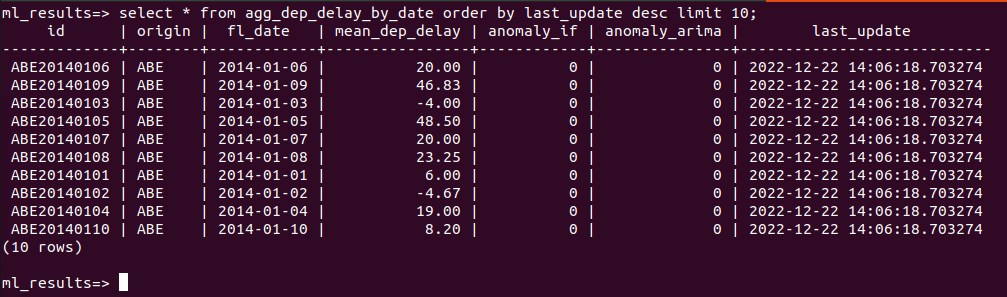 ml_results=> select * from agg_dep_delay_by_date order by last_update desc limit 10;
     id      | origin |  fl_date   | mean_dep_delay | anomaly_if | anomaly_arima |        last_update
-------------+--------+------------+----------------+------------+---------------+----------------------------
 ABE20140106 | ABE    | 2014-01-06 |          20.00 |          0 |             0 | 2022-12-22 14:06:18.703274
 ABE20140109 | ABE    | 2014-01-09 |          46.83 |          0 |             0 | 2022-12-22 14:06:18.703274
 ABE20140103 | ABE    | 2014-01-03 |          -4.00 |          0 |             0 | 2022-12-22 14:06:18.703274
 ABE20140105 | ABE    | 2014-01-05 |          48.50 |          0 |             0 | 2022-12-22 14:06:18.703274
 ABE20140107 | ABE    | 2014-01-07 |          20.00 |          0 |             0 | 2022-12-22 14:06:18.703274
 ABE20140108 | ABE    | 2014-01-08 |          23.25 |          0 |             0 | 2022-12-22 14:06:18.703274
 ABE20140101 | ABE    | 2014-01-01 |           6.00 |          0 |             0 | 2022-12-22 14:06:18.703274
 ABE20140102 | ABE    | 2014-01-02 |          -4.67 |          0 |             0 | 2022-12-22 14:06:18.703274
 ABE20140104 | ABE    | 2014-01-04 |          19.00 |          0 |             0 | 2022-12-22 14:06:18.703274
 ABE20140110 | ABE    | 2014-01-10 |           8.20 |          0 |             0 | 2022-12-22 14:06:18.703274
(10 rows)

ml_results=>